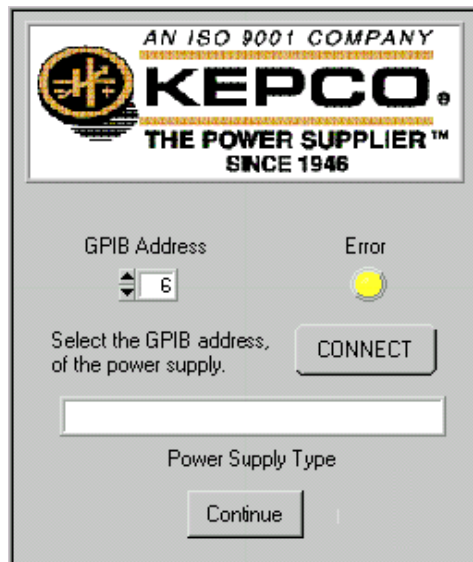 AN ISO 9001 COMPANY
KEPCO®
THE POWER SUPPLIER™
SINCE 1946
GPIB Address
Error
6
Select the GPIB address,
of the power supply.
CONNECT
Power Supply Type
Continue